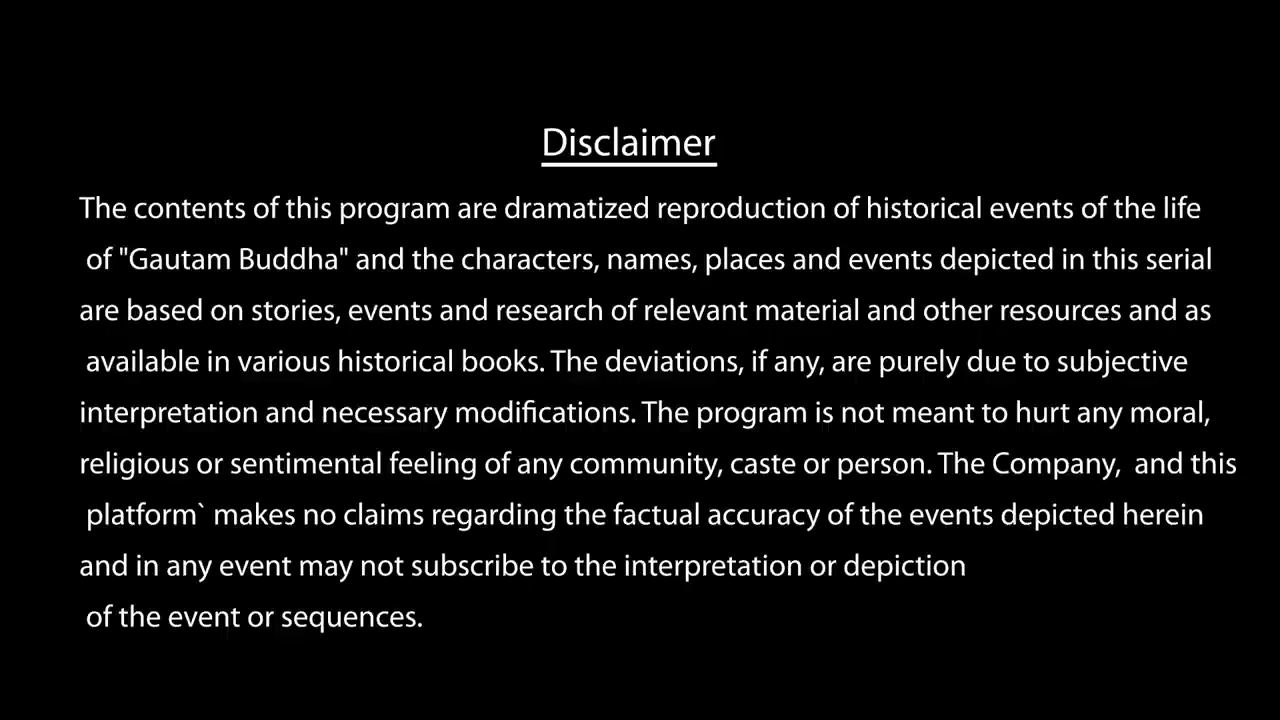 Disclaimer
The contents of this program are dramatized reproduction of historical events of the life
of "Gautam Buddha" and the characters, names, places and events depicted in this serial
are based on stories, events and research of relevant material and other resources and as
available in various historical books. The deviations, if any, are purely due to subjective
interpretation and necessary modifications. The program is not meant to hurt any moral,
religious or sentimental feeling of any community, caste or person. The Company,  and this
platform` makes no claims regarding the factual accuracy of the events depicted herein
and in any event may not subscribe to the interpretation or depiction
of the event or sequences.